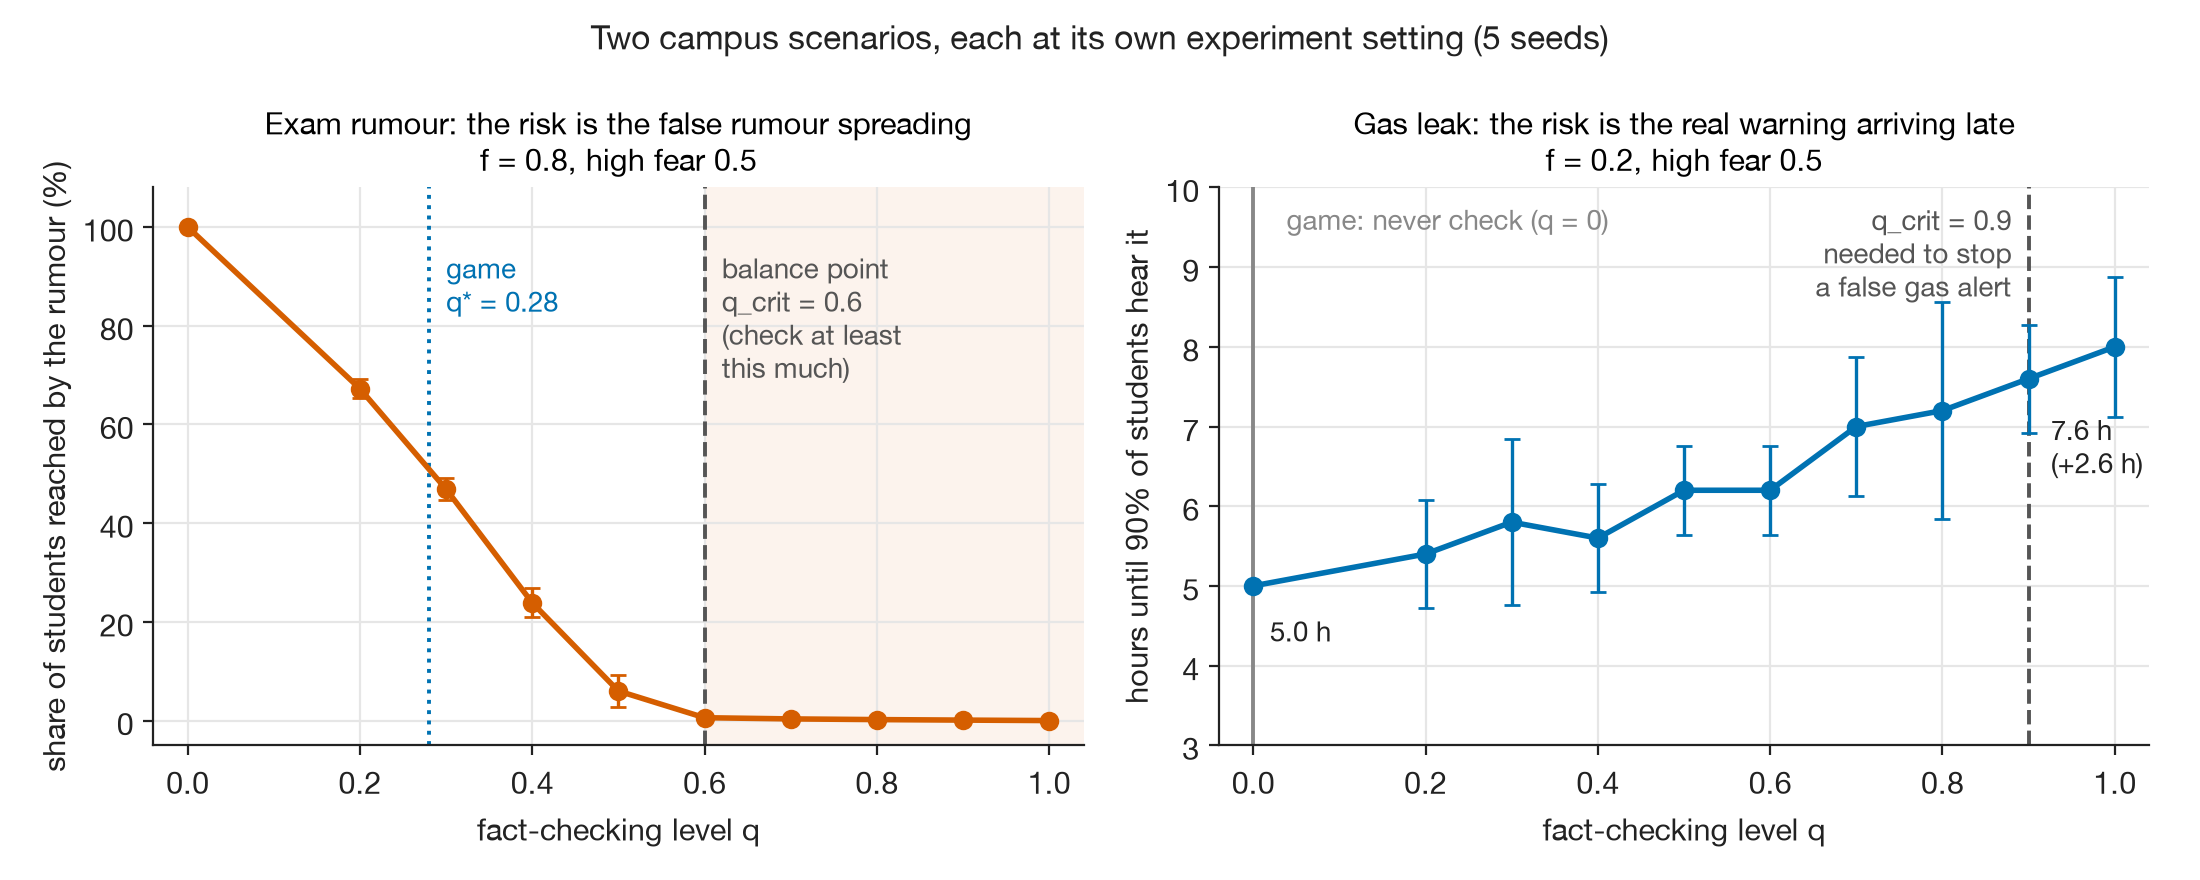 Two campus scenarios, each at its own experiment setting (5 seeds)
Exam rumour: the risk is the false rumour spreading
f = 0.8, high fear 0.5
share of students reached by the rumour (%)
100
80
60
40
20
0
game
q* = 0.28
balance point
q_crit = 0.6
(check at least
this much)
0.0 0.2 0.4 0.6 0.8 1.0
fact-checking level q
Gas leak: the risk is the real warning arriving late
f = 0.2, high fear 0.5
hours until 90% of students hear it
10
9
8
7
6
5
4
3
game: never check (q = 0)
q_crit = 0.9
needed to stop
a false gas alert
7.6 h
(+2.6 h)
5.0 h
0.0 0.2 0.4 0.6 0.8 1.0
fact-checking level q